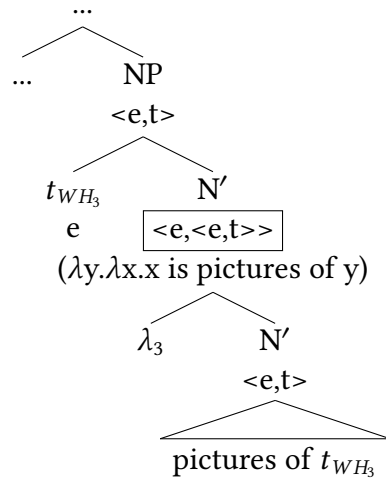 ...
... NP
<e,t>
t_{WH_3} N′
e <e,<e,t>>
(λy.λx.x is pictures of y)
λ_3 N′
<e,t>
pictures of t_{WH_3}